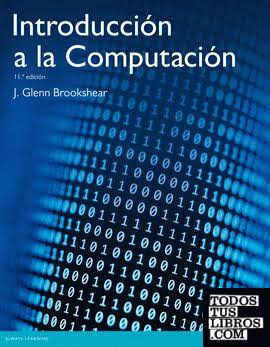 Introducción
a la Computación
11.ª edición
J. Glenn Brookshear
ALWAYS LEARNING
TODOS
TUS
LIBROS
.COM